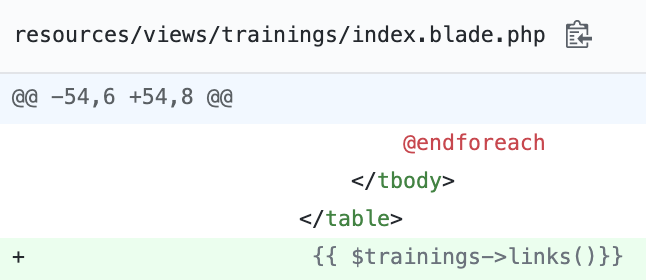 resources/views/trainings/index.blade.php
@@ -54,6 +54,8 @@
@endforeach
</tbody>
</table>
+ {{ $trainings->links()}}